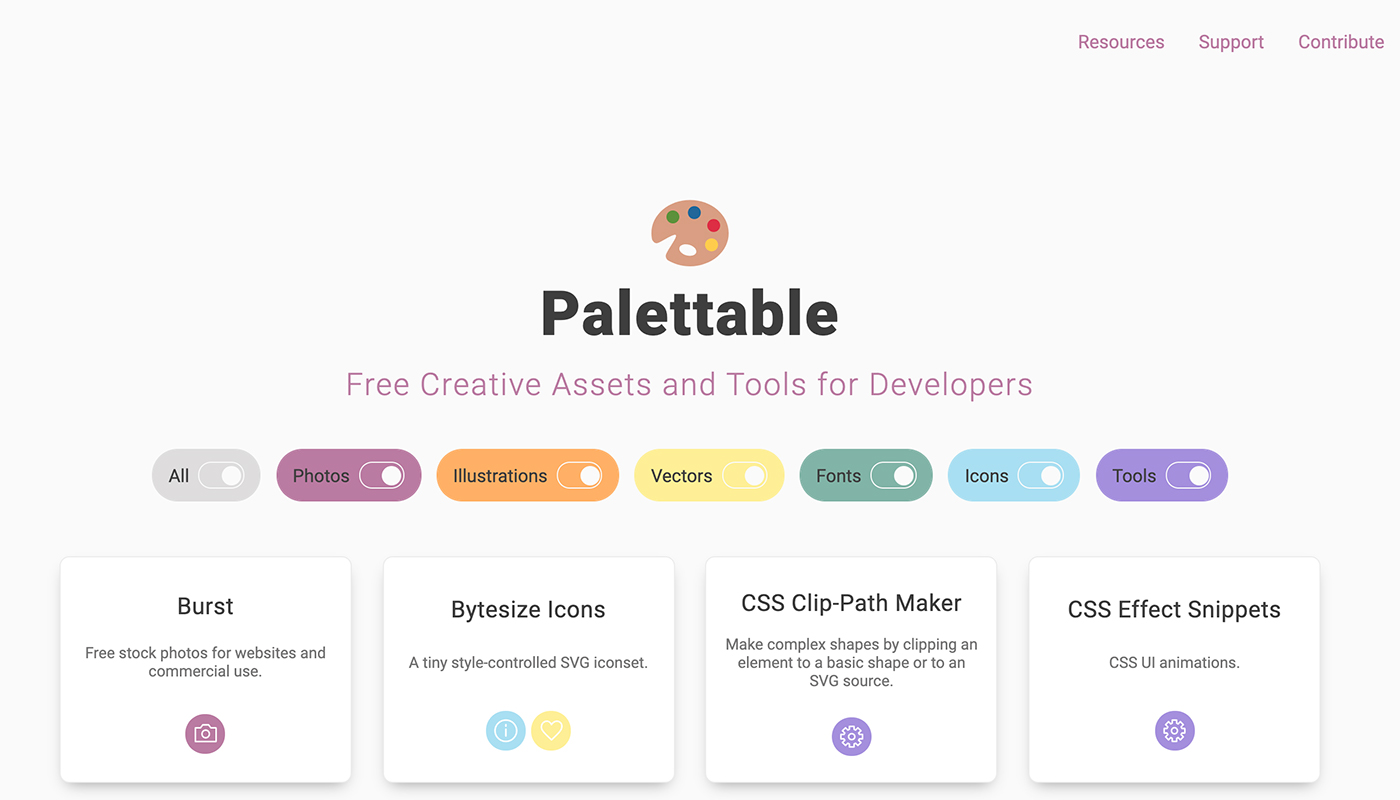 Resources Support Contribute
Palettable
Free Creative Assets and Tools for Developers
All Photos Illustrations Vectors Fonts Icons Tools
Burst
Free stock photos for websites and
commercial use.
Bytesize Icons
A tiny style-controlled SVG iconset.
CSS Clip-Path Maker
Make complex shapes by clipping an
element to a basic shape or to an
SVG source.
CSS Effect Snippets
CSS UI animations.